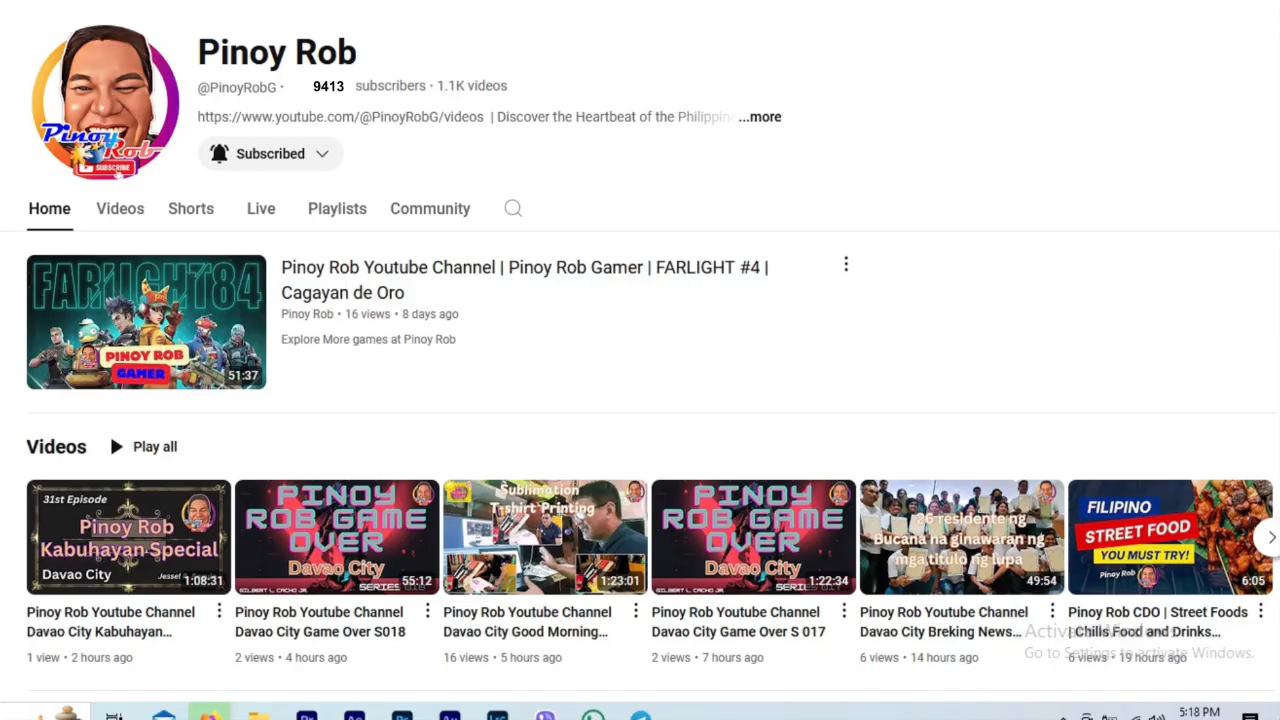 Pinoy Rob
@PinoyRobG · 9413 subscribers · 1.1K videos
https://www.youtube.com/@PinoyRobG/videos | Discover the Heartbeat of the Philippin ...more
Pinoy
Rob
SUBSCRIBE
Subscribed
Home Videos Shorts Live Playlists Community
FARLIGHT84
PINOY ROB
GAMER
51:37
Pinoy Rob Youtube Channel | Pinoy Rob Gamer | FARLIGHT #4 |
Cagayan de Oro
Pinoy Rob · 16 views · 8 days ago
Explore More games at Pinoy Rob
Videos Play all
31st Episode
Pinoy Rob
Kabuhayan Special
Davao City
1:08:31
Pinoy Rob Youtube Channel
Davao City Kabuhayan...
1 view · 2 hours ago
PINOY
ROB GAME
OVER
Davao City
55:12
Pinoy Rob Youtube Channel
Davao City Game Over S018
2 views · 4 hours ago
Sublimation
T-shirt Printing
1:23:01
Pinoy Rob Youtube Channel
Davao City Good Morning...
16 views · 5 hours ago
PINOY
ROB GAME
OVER
Davao City
GILBERT L. CACHO JR.
1:22:34
Pinoy Rob Youtube Channel
Davao City Game Over S 017
2 views · 7 hours ago
26 residente ng
Bucana na ginawaran ng
mga titulo ng lupa
49:54
Pinoy Rob Youtube Channel
Davao City Breking News...
6 views · 14 hours ago
FILIPINO
STREET FOOD
YOU MUST TRY!
Pinoy Rob
6:05
Pinoy Rob CDO | Street Foods
| Chills Food and Drinks...
6 views · 19 hours ago
Activate Windows
Go to Settings to activate Windows.
5:18 PM